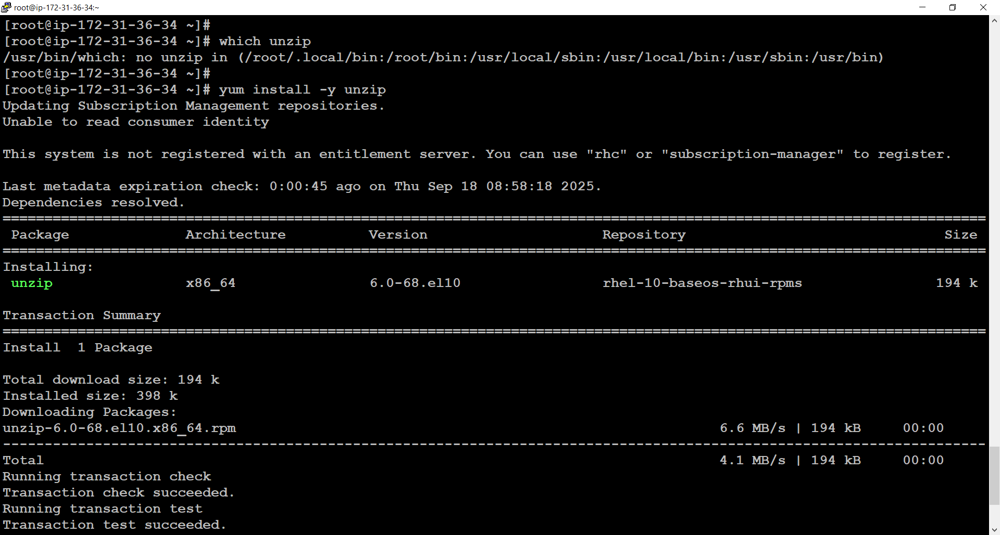 root@ip-172-31-36-34:~
[root@ip-172-31-36-34 ~]#
[root@ip-172-31-36-34 ~]# which unzip
/usr/bin/which: no unzip in (/root/.local/bin:/root/bin:/usr/local/sbin:/usr/local/bin:/usr/sbin:/usr/bin)
[root@ip-172-31-36-34 ~]#
[root@ip-172-31-36-34 ~]# yum install -y unzip
Updating Subscription Management repositories.
Unable to read consumer identity
This system is not registered with an entitlement server. You can use "rhc" or "subscription-manager" to register.
Last metadata expiration check: 0:00:45 ago on Thu Sep 18 08:58:18 2025.
Dependencies resolved.
======================================================================================================================
Package Architecture Version Repository Size
======================================================================================================================
Installing:
unzip x86_64 6.0-68.el10 rhel-10-baseos-rhui-rpms 194 k
Transaction Summary
======================================================================================================================
Install  1 Package
Total download size: 194 k
Installed size: 398 k
Downloading Packages:
unzip-6.0-68.el10.x86_64.rpm 6.6 MB/s | 194 kB 00:00
----------------------------------------------------------------------------------------------------------------------
Total 4.1 MB/s | 194 kB 00:00
Running transaction check
Transaction check succeeded.
Running transaction test
Transaction test succeeded.